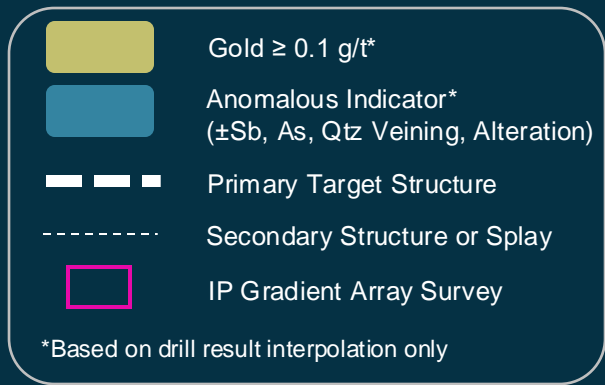 Gold ≥ 0.1 g/t*
Anomalous Indicator*
(±Sb, As, Qtz Veining, Alteration)
Primary Target Structure
Secondary Structure or Splay
IP Gradient Array Survey
*Based on drill result interpolation only